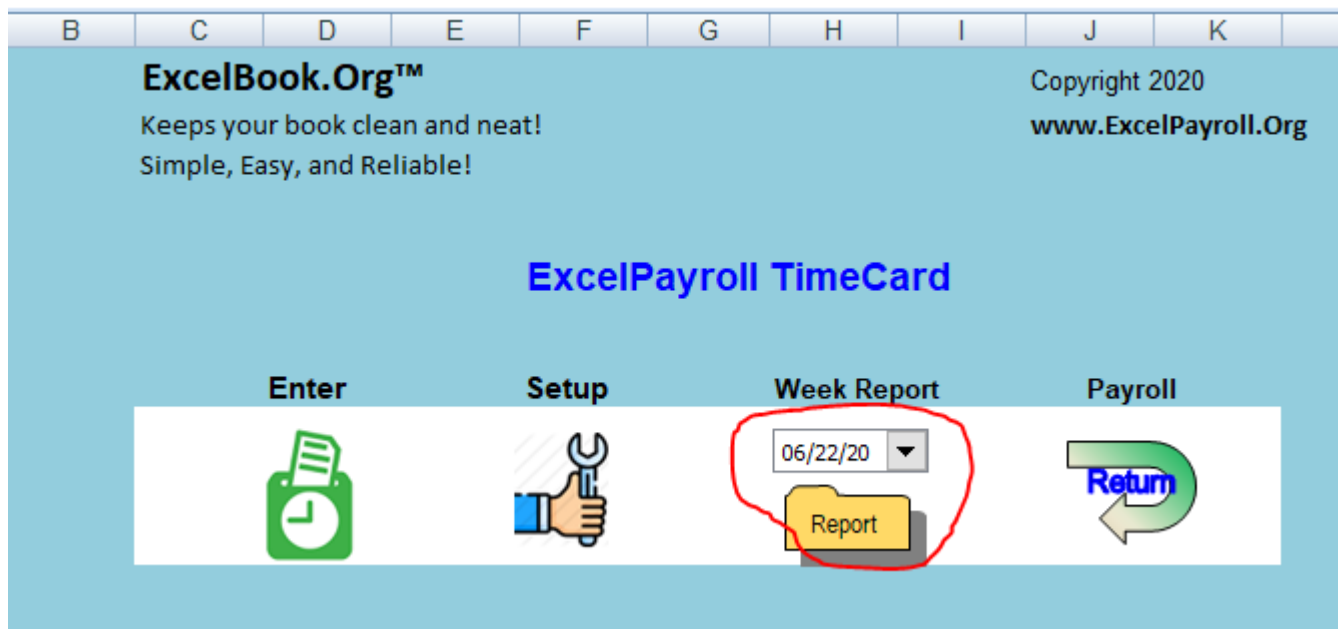 B C D E F G H I J K
ExcelBook.Org™ Copyright 2020
Keeps your book clean and neat! www.ExcelPayroll.Org
Simple, Easy, and Reliable!
ExcelPayroll TimeCard
Enter Setup Week Report Payroll
06/22/20
Return
Report